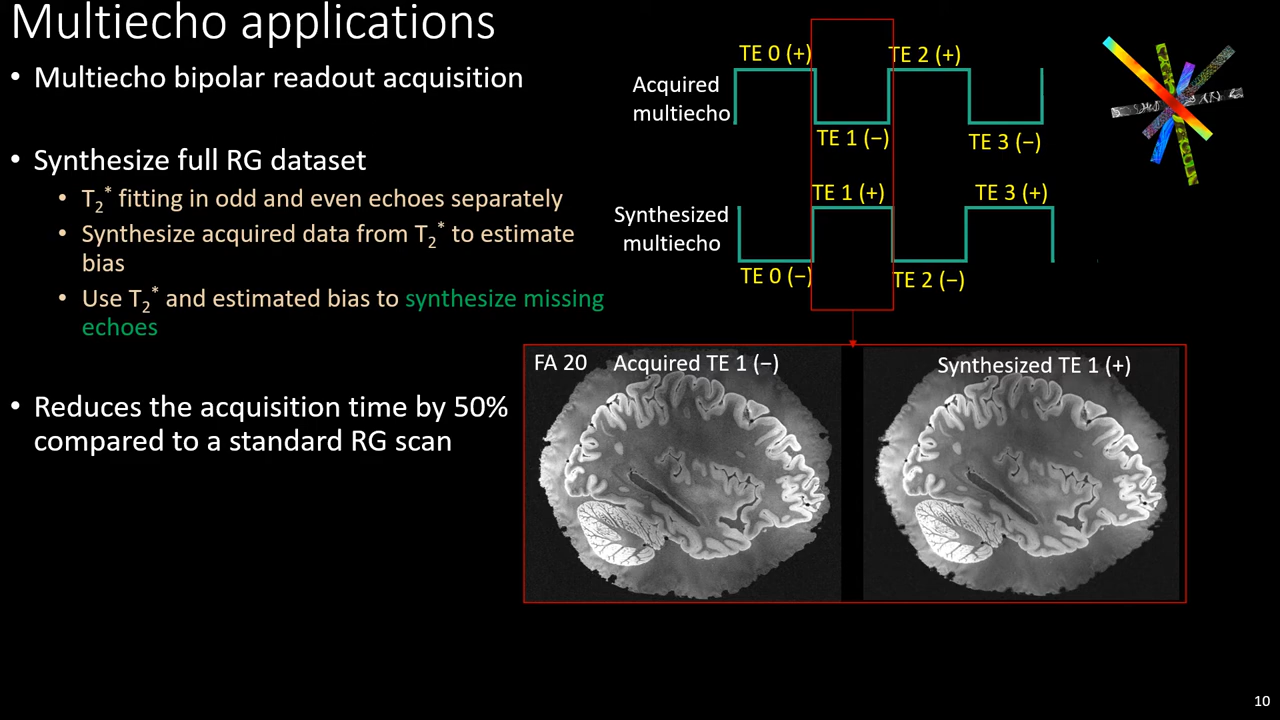 Multiecho applications
• Multiecho bipolar readout acquisition
• Synthesize full RG dataset
• T2* fitting in odd and even echoes separately
• Synthesize acquired data from T2* to estimate
bias
• Use T2* and estimated bias to synthesize missing
echoes
• Reduces the acquisition time by 50%
compared to a standard RG scan
Acquired
multiecho
TE 0 (+)
TE 1 (−)
TE 2 (+)
TE 3 (−)
Synthesized
multiecho
TE 0 (−)
TE 1 (+)
TE 2 (−)
TE 3 (+)
FA 20
Acquired TE 1 (−)
Synthesized TE 1 (+)
10